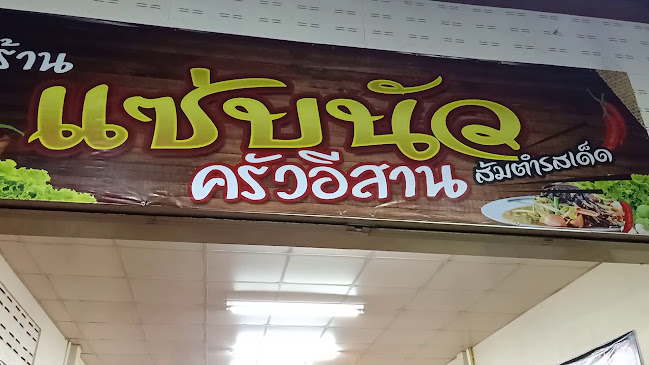 ร้าน
แซ่บนัว
ครัวอีสาน
ส้มตำรสเด็ด